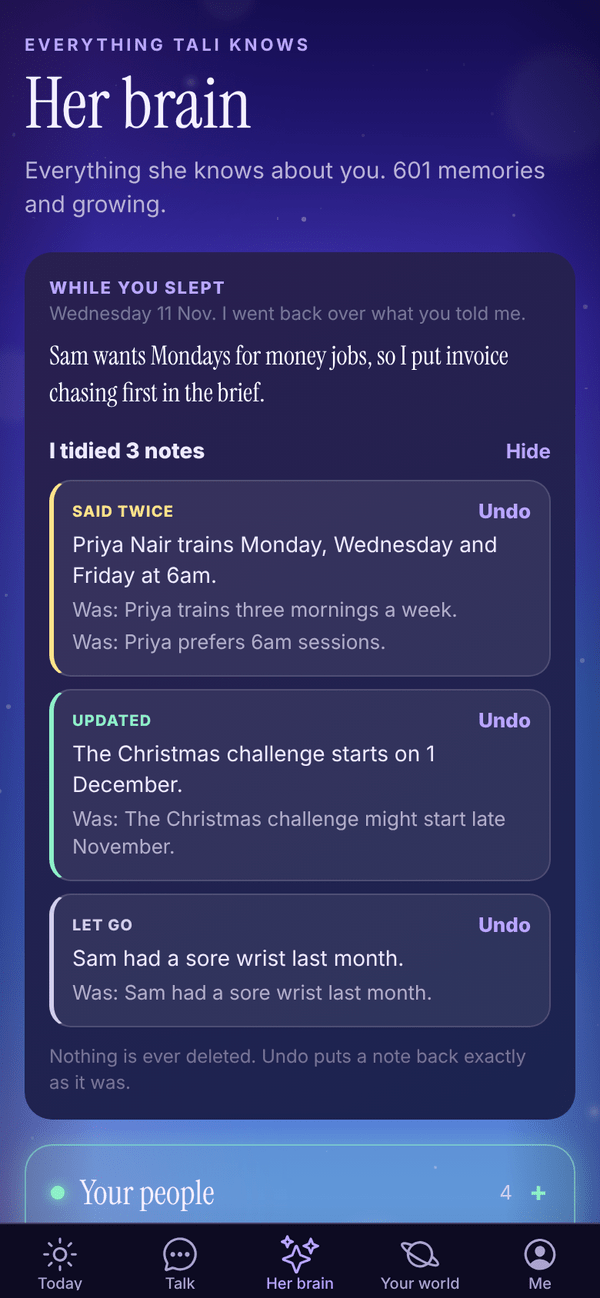 EVERYTHING TALI KNOWS
Her brain
Everything she knows about you. 601 memories
and growing.
WHILE YOU SLEPT
Wednesday 11 Nov. I went back over what you told me.
Sam wants Mondays for money jobs, so I put invoice
chasing first in the brief.
I tidied 3 notes
Hide
SAID TWICE
Undo
Priya Nair trains Monday, Wednesday and
Friday at 6am.
Was: Priya trains three mornings a week.
Was: Priya prefers 6am sessions.
UPDATED
Undo
The Christmas challenge starts on 1
December.
Was: The Christmas challenge might start late
November.
LET GO
Undo
Sam had a sore wrist last month.
Was: Sam had a sore wrist last month.
Nothing is ever deleted. Undo puts a note back exactly
as it was.
Your people
4 +
Today
Talk
Her brain
Your world
Me